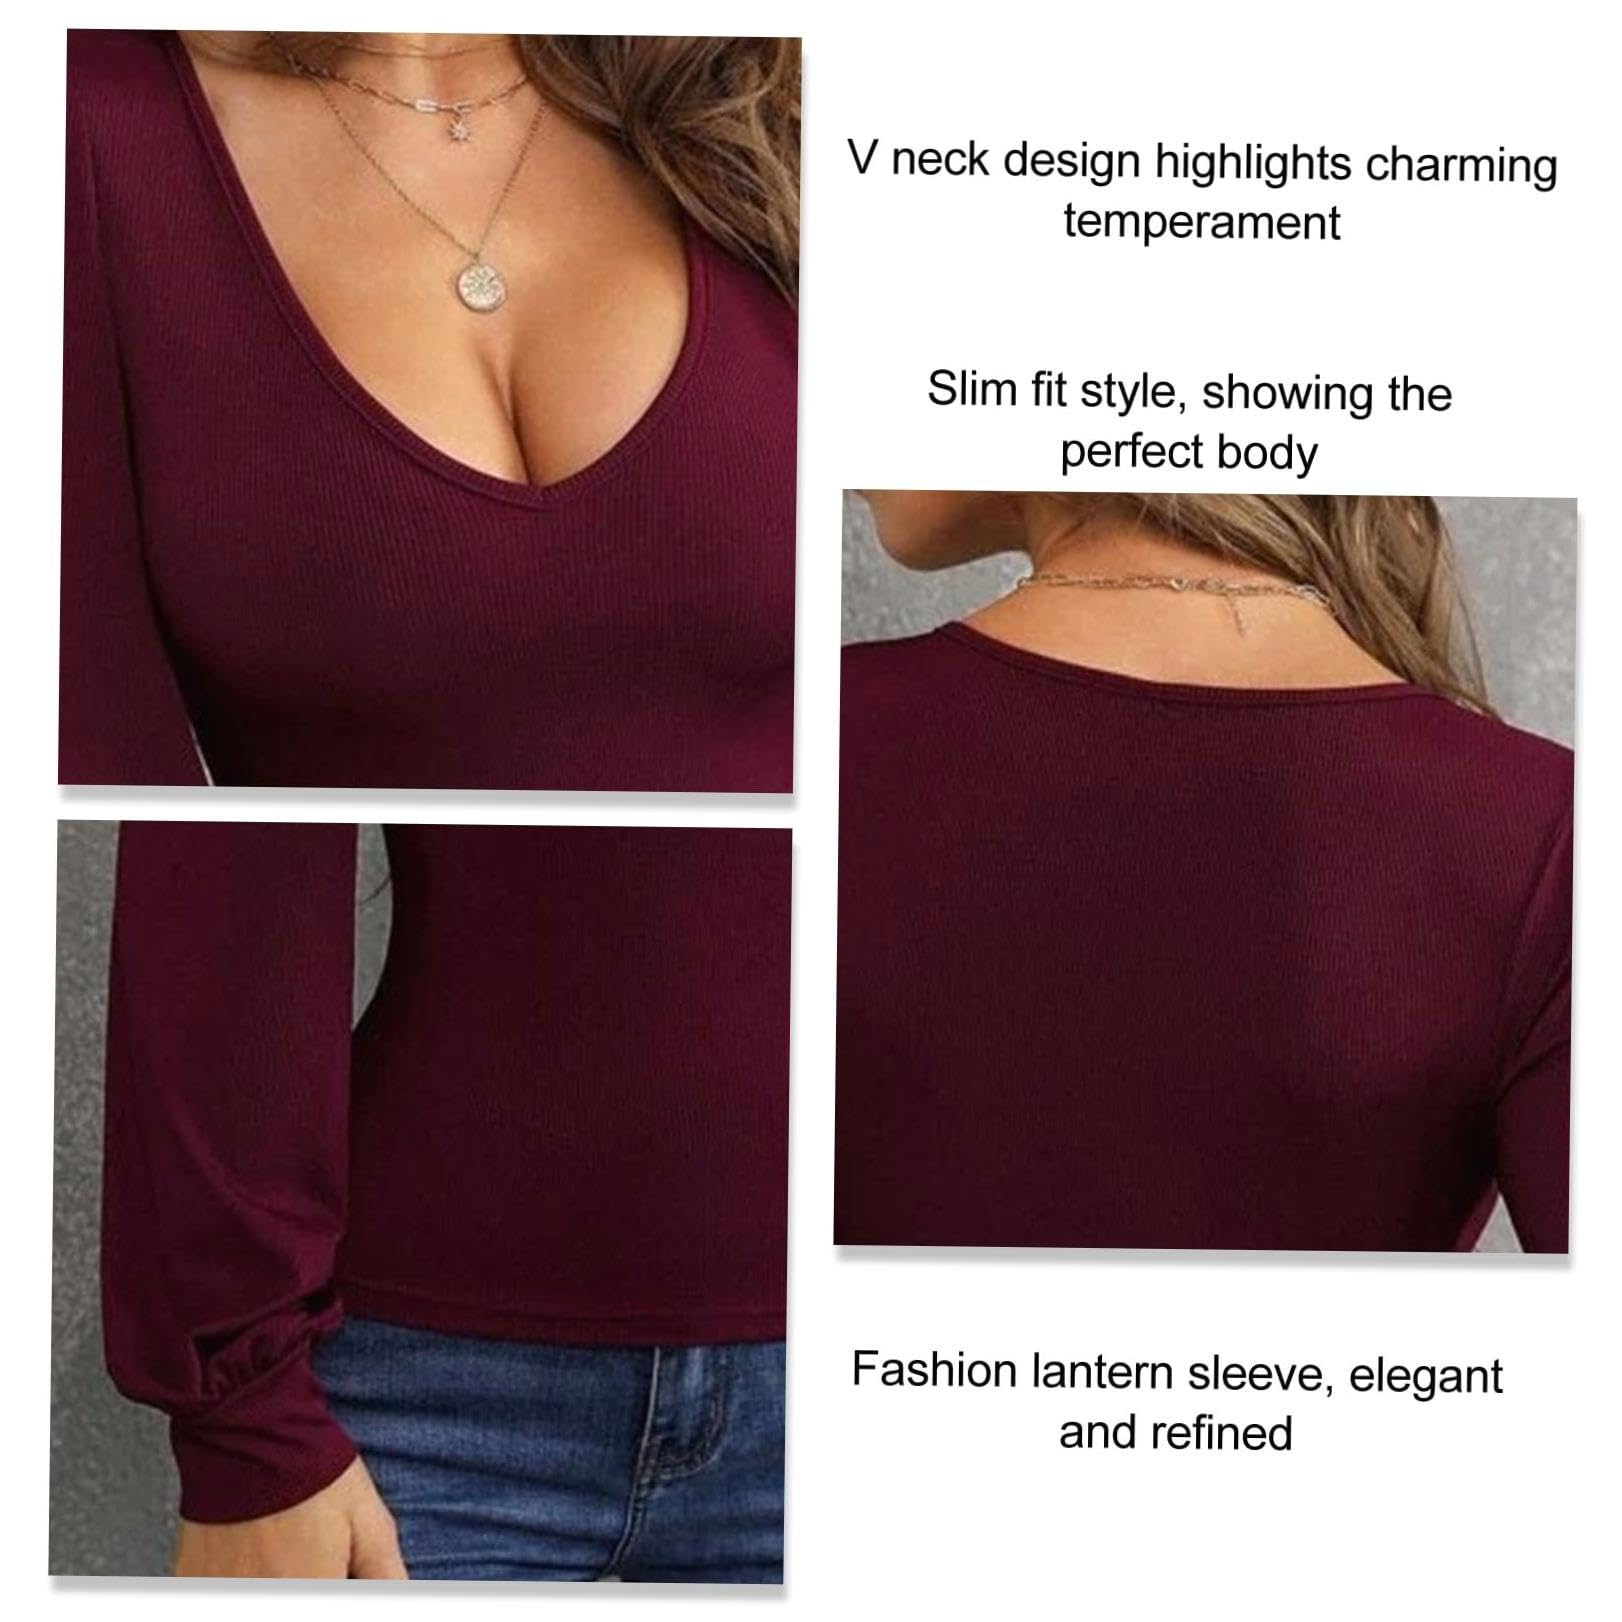 V neck design highlights charming
temperament
Slim fit style, showing the
perfect body
Fashion lantern sleeve, elegant
and refined